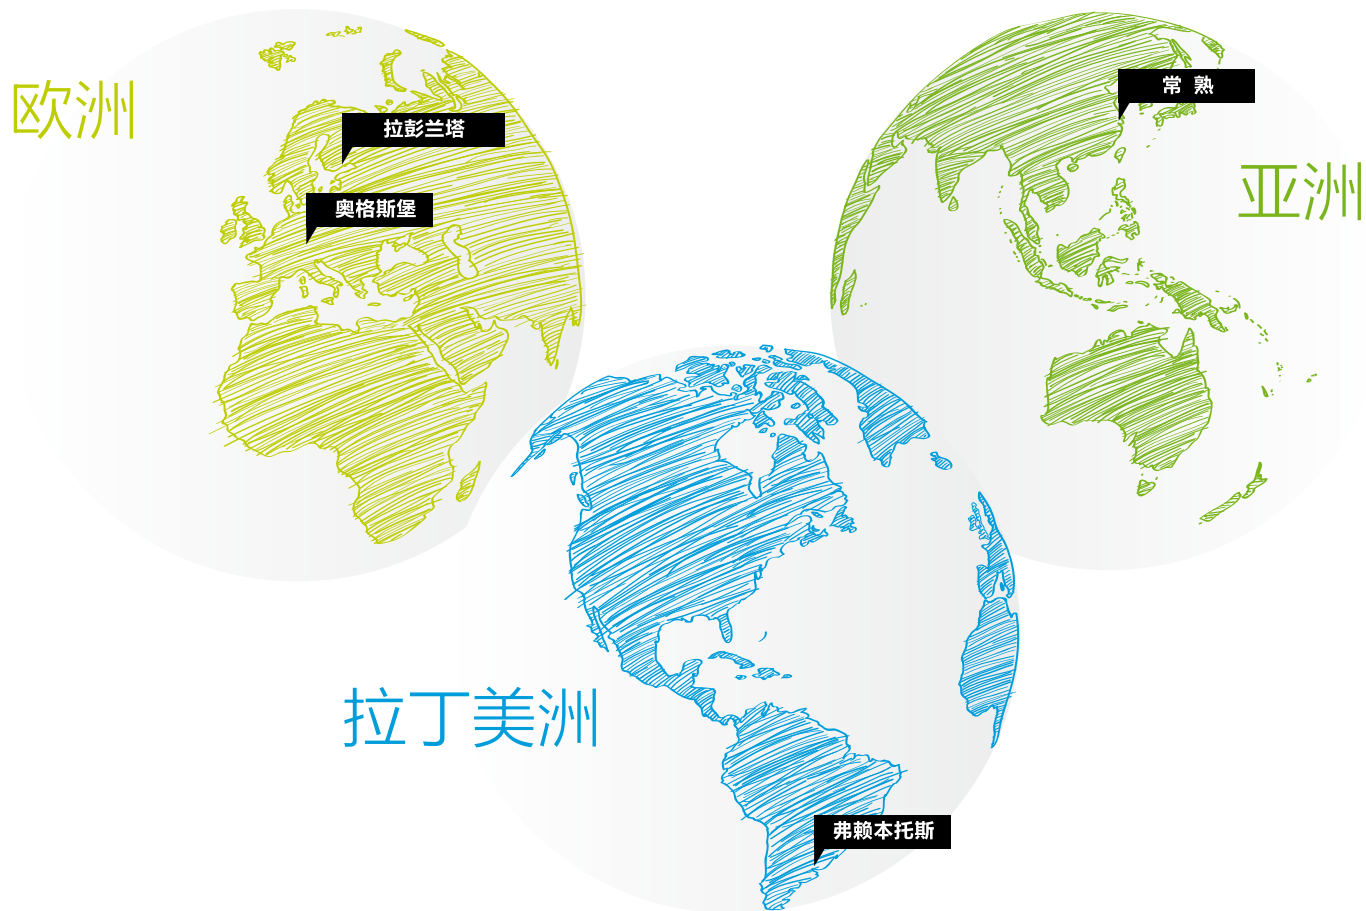 欧洲
拉彭兰塔
奥格斯堡
常 熟
亚洲
拉丁美洲
弗赖本托斯